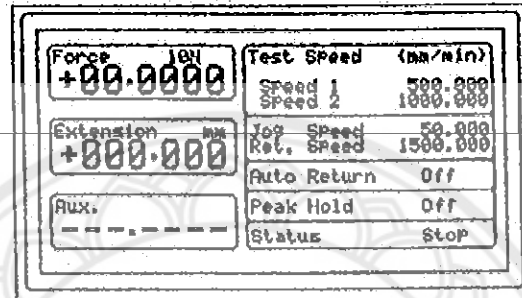 Force 10N
+00.0000
Extension mm
+000.000
Aux.
---.----
Test Speed (mm/min)
Speed 1 500.000
Speed 2 1000.000
Jog Speed 50.000
Ret. Speed 1500.000
Auto Return Off
Peak Hold Off
Status Stop